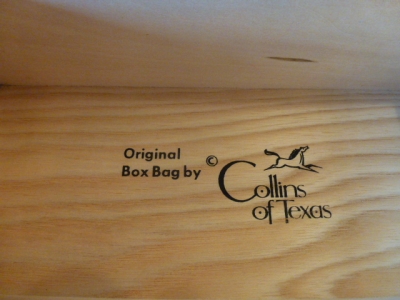 Original
Box Bag by ©
Collins
of Texas